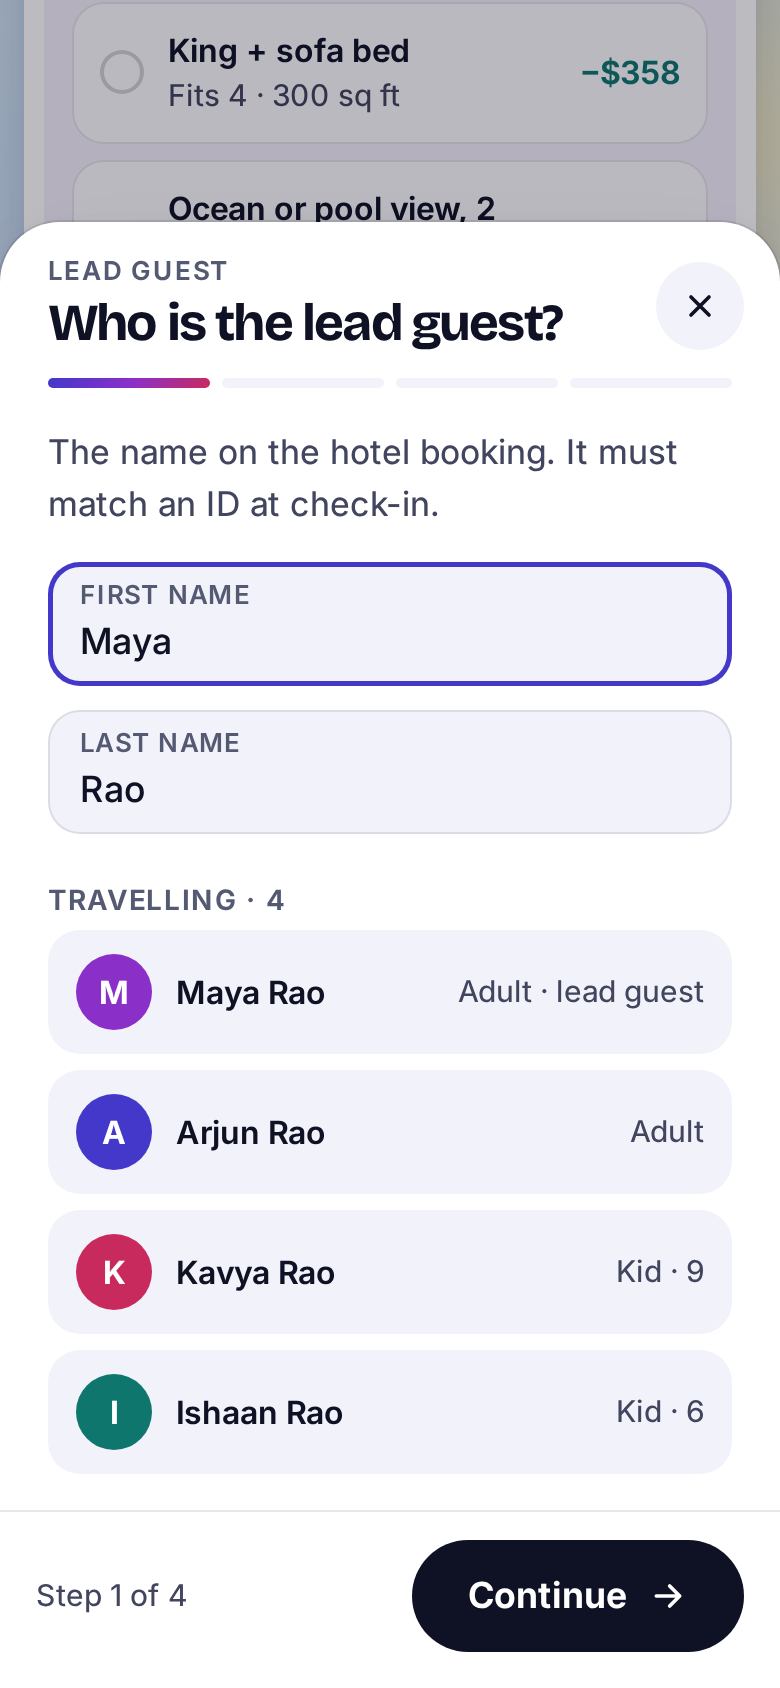 King + sofa bed
Fits 4 · 300 sq ft
−$358
Ocean or pool view, 2
LEAD GUEST
Who is the lead guest?
The name on the hotel booking. It must
match an ID at check-in.
FIRST NAME
Maya
LAST NAME
Rao
TRAVELLING · 4
M Maya Rao Adult · lead guest
A Arjun Rao Adult
K Kavya Rao Kid · 9
I Ishaan Rao Kid · 6
Step 1 of 4
Continue →